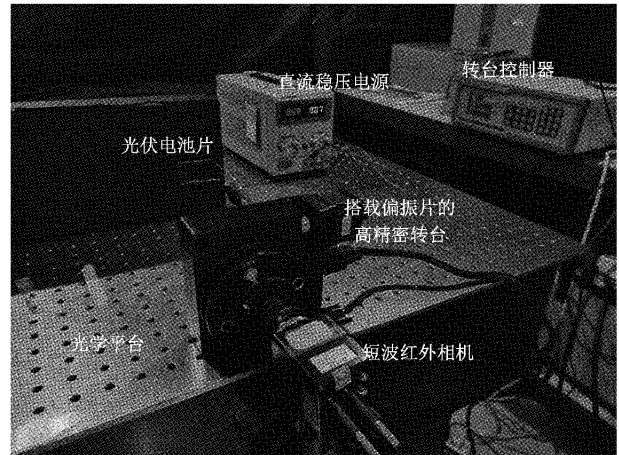 直流稳压电源
转台控制器
光伏电池片
搭载偏振片的
高精密转台
光学平台
短波红外相机